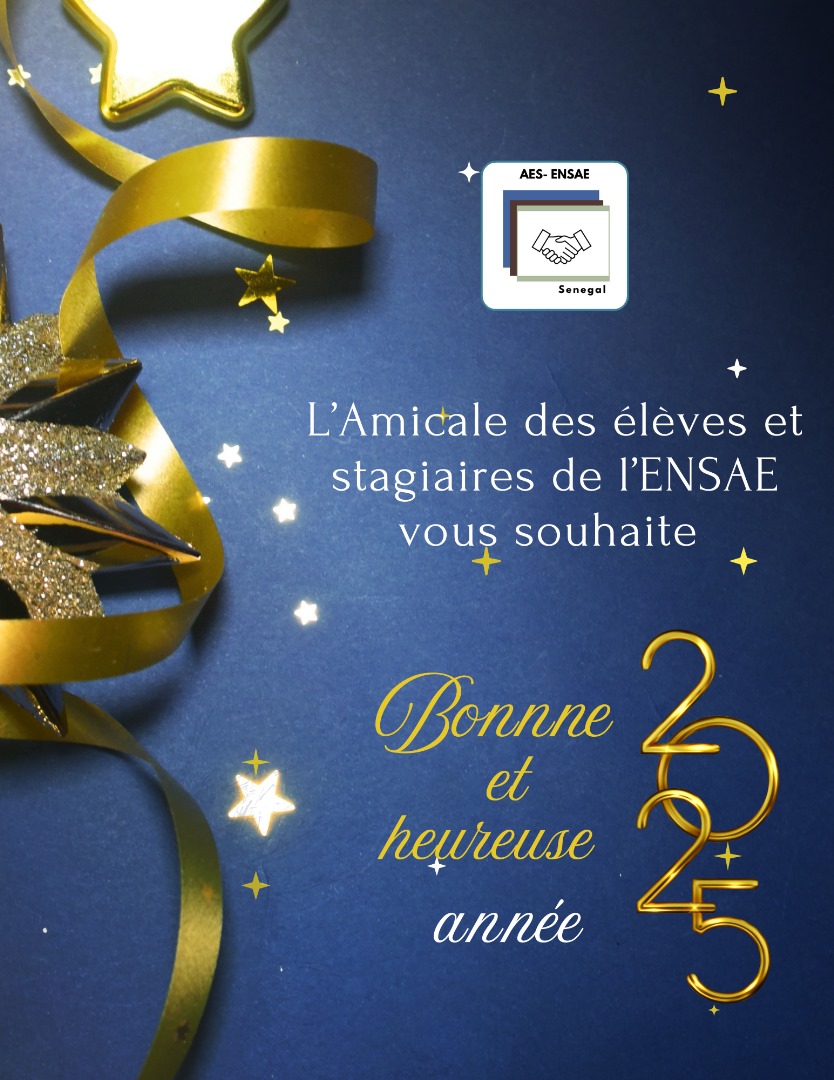 AES- ENSAE
Senegal
L'Amicale des élèves et
stagiaires de l'ENSAE
vous souhaite
Bonnne
et
heureuse
année
2025